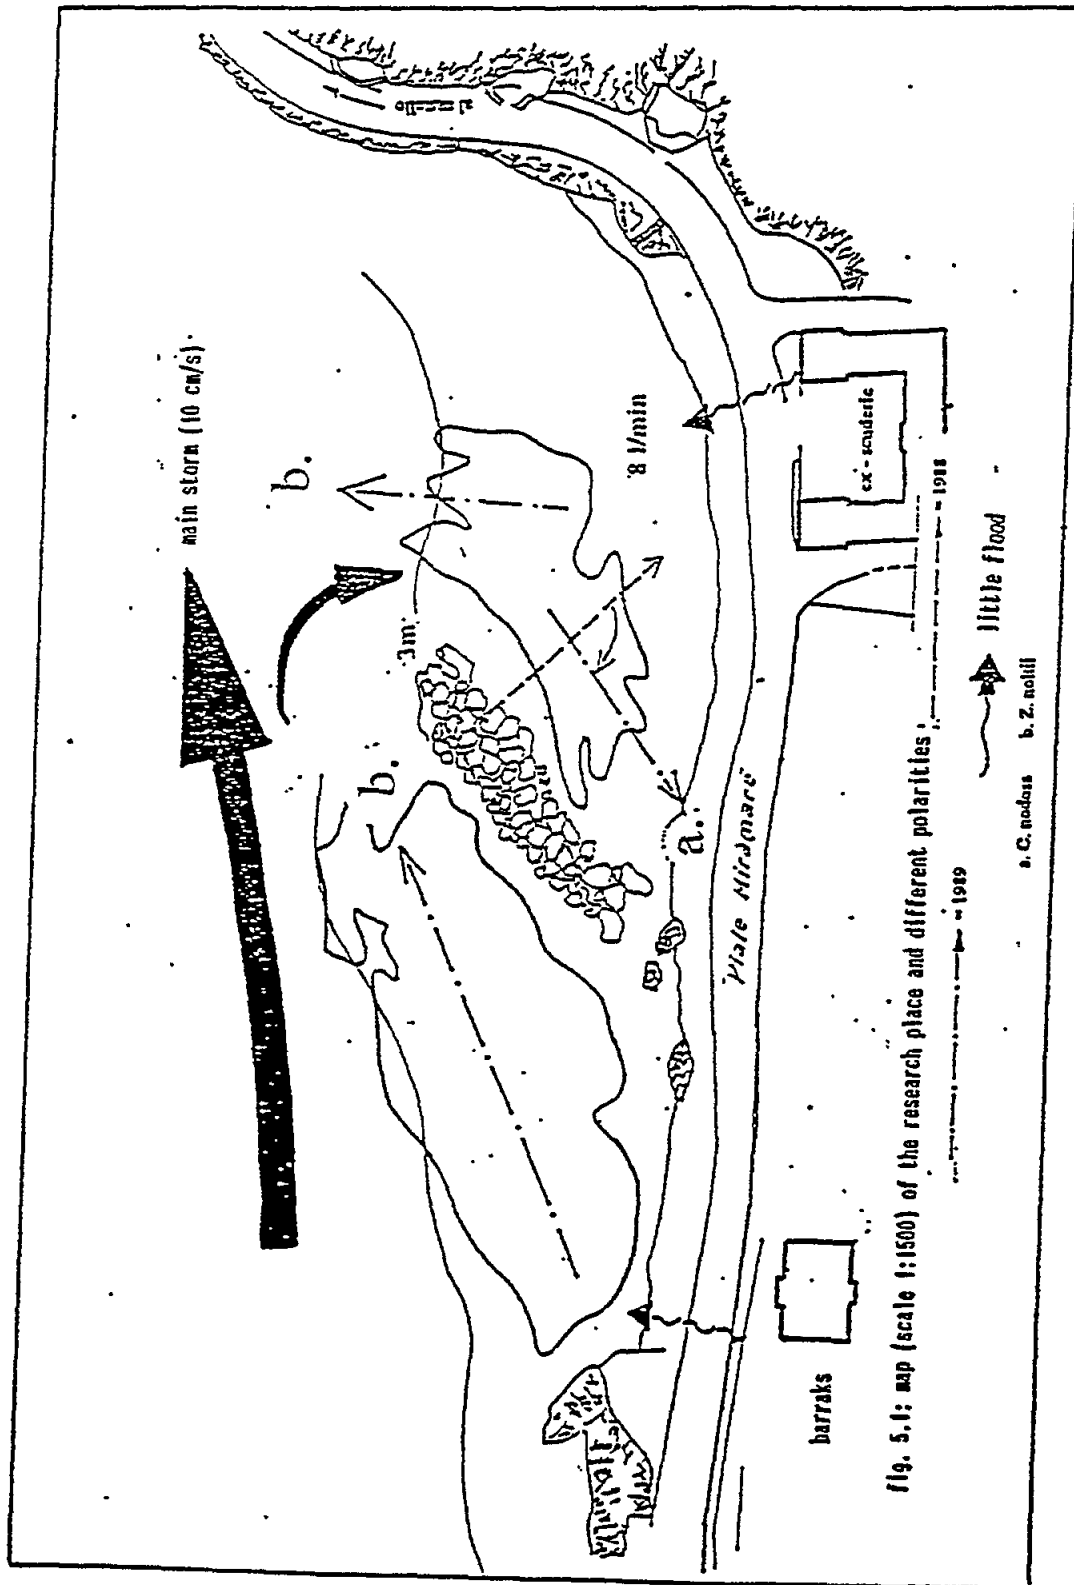 main storm (10 cm/s)
b.
3m
b.
8 l/min
a.
Viale Miramare
ex-scuderie
barraks
fig. 5.1: map (scale 1:1500) of the research place and different polarities 1988
1989
little flood
a. C. nodosa b. Z. noltii